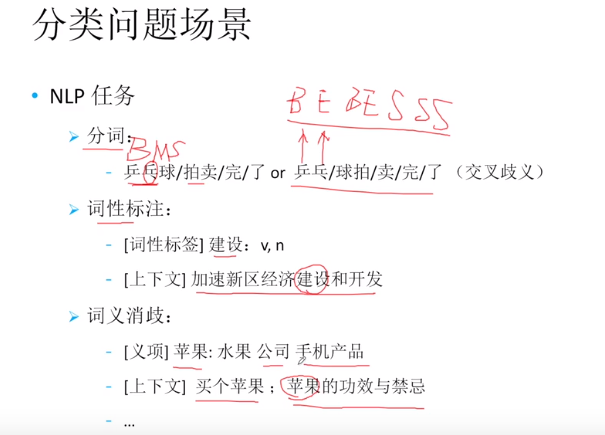 分类问题场景
B E BE S SS
• NLP 任务
➢ 分词：
BMS
- 乒乓球/拍卖/完/了 or 乒乓/球拍/卖/完/了 （交叉歧义）
➢ 词性标注：
- [词性标签] 建设：v, n
- [上下文] 加速新区经济建设和开发
➢ 词义消歧：
- [义项] 苹果: 水果 公司 手机产品
- [上下文] 买个苹果 ；苹果的功效与禁忌
- ...